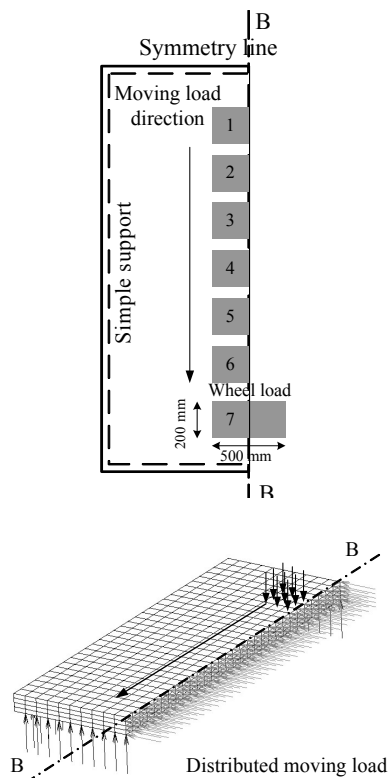 B
Symmetry line
Moving load
direction
1
2
3
4
5
6
Simple support
Wheel load
7
200 mm
500 mm
B
B
B
Distributed moving load